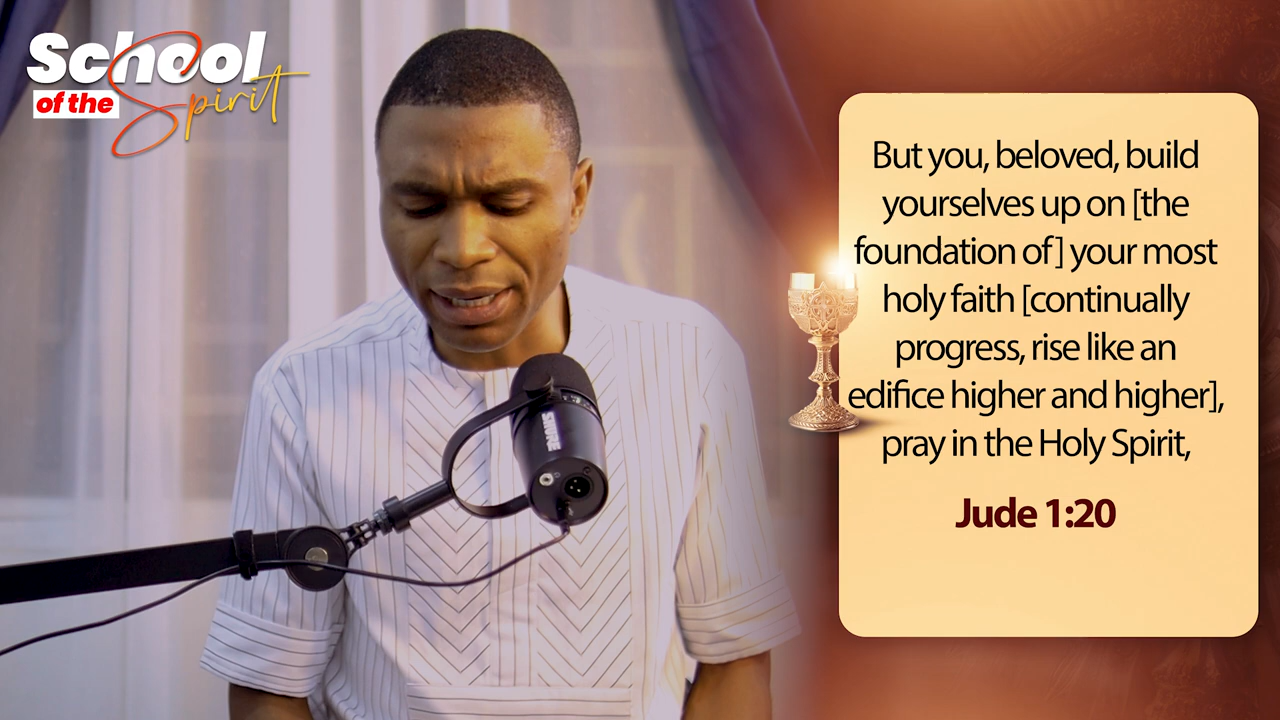 School
of the
Spirit
But you, beloved, build
yourselves up on [the
foundation of] your most
holy faith [continually
progress, rise like an
edifice higher and higher],
pray in the Holy Spirit,
Jude 1:20
SHURE